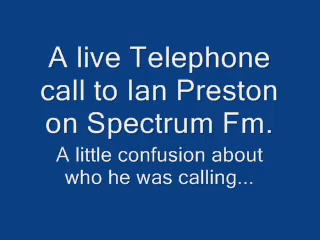 A live Telephone
call to Ian Preston
on Spectrum Fm.
A little confusion about
who he was calling...